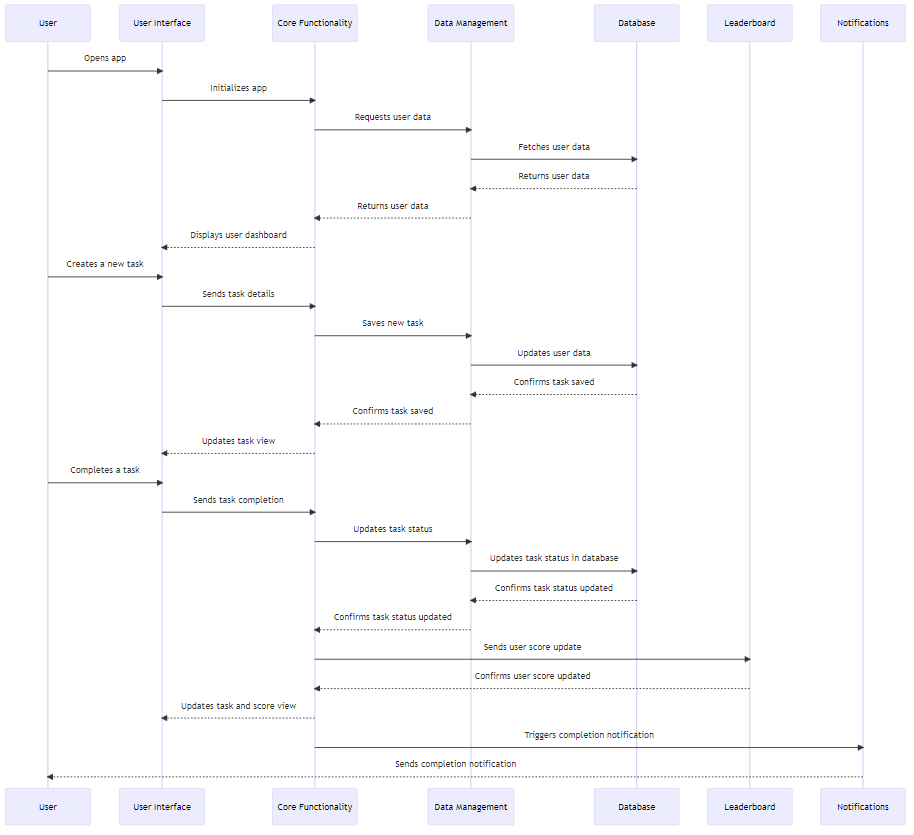 User
User Interface
Core Functionality
Data Management
Database
Leaderboard
Notifications
Opens app
Initializes app
Requests user data
Fetches user data
Returns user data
Returns user data
Displays user dashboard
Creates a new task
Sends task details
Saves new task
Updates user data
Confirms task saved
Confirms task saved
Updates task view
Completes a task
Sends task completion
Updates task status
Updates task status in database
Confirms task status updated
Confirms task status updated
Sends user score update
Confirms user score updated
Updates task and score view
Triggers completion notification
Sends completion notification
User
User Interface
Core Functionality
Data Management
Database
Leaderboard
Notifications